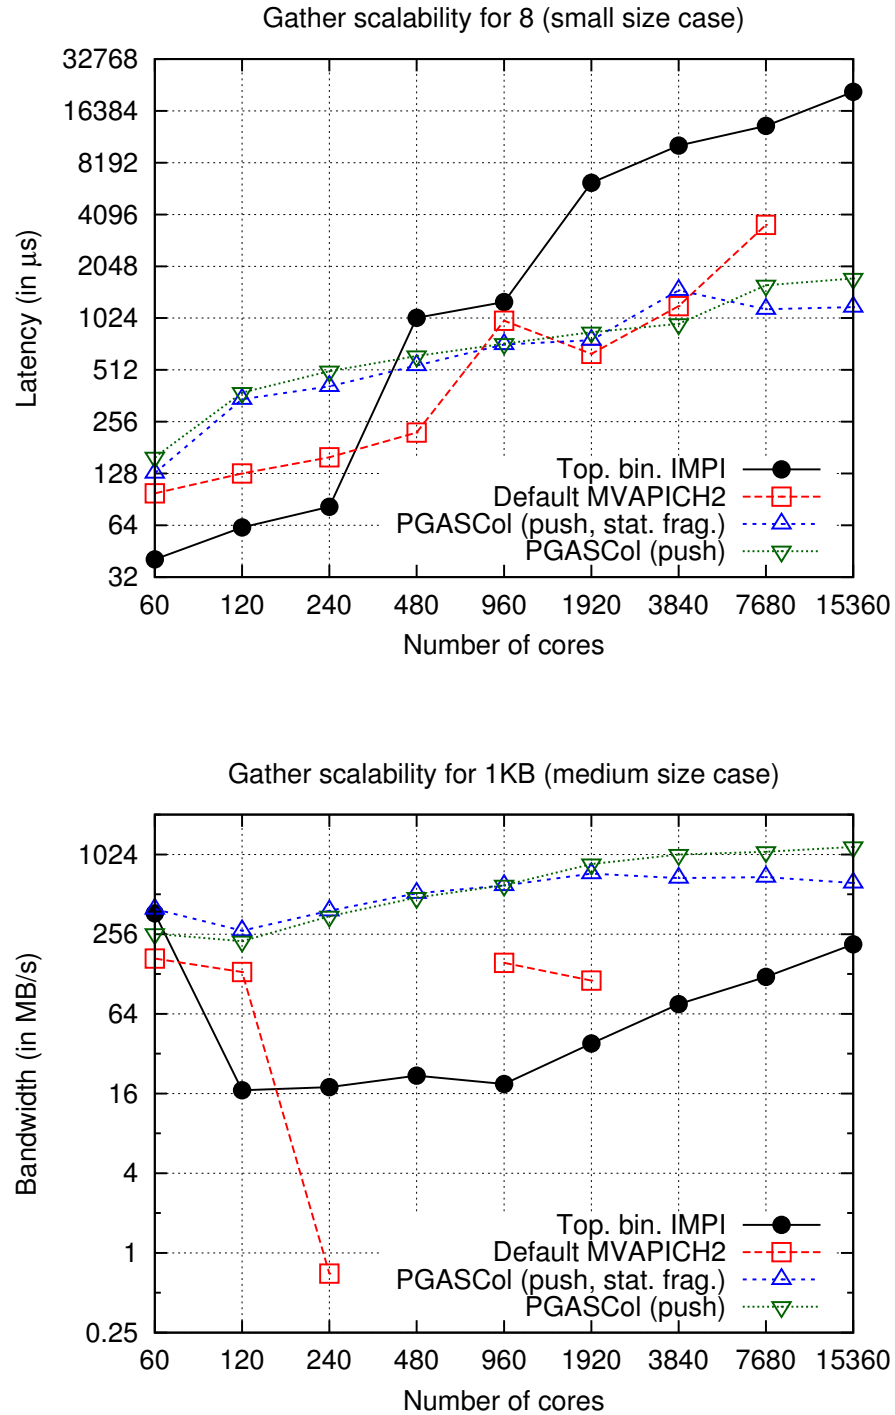 Gather scalability for 8 (small size case)
32768
16384
8192
4096
2048
1024
512
256
128
64
32
Latency (in μs)
Top. bin. IMPI
Default MVAPICH2
PGASCol (push, stat. frag.)
PGASCol (push)
60 120 240 480 960 1920 3840 7680 15360
Number of cores
Gather scalability for 1KB (medium size case)
1024
256
64
16
4
1
0.25
Bandwidth (in MB/s)
Top. bin. IMPI
Default MVAPICH2
PGASCol (push, stat. frag.)
PGASCol (push)
60 120 240 480 960 1920 3840 7680 15360
Number of cores